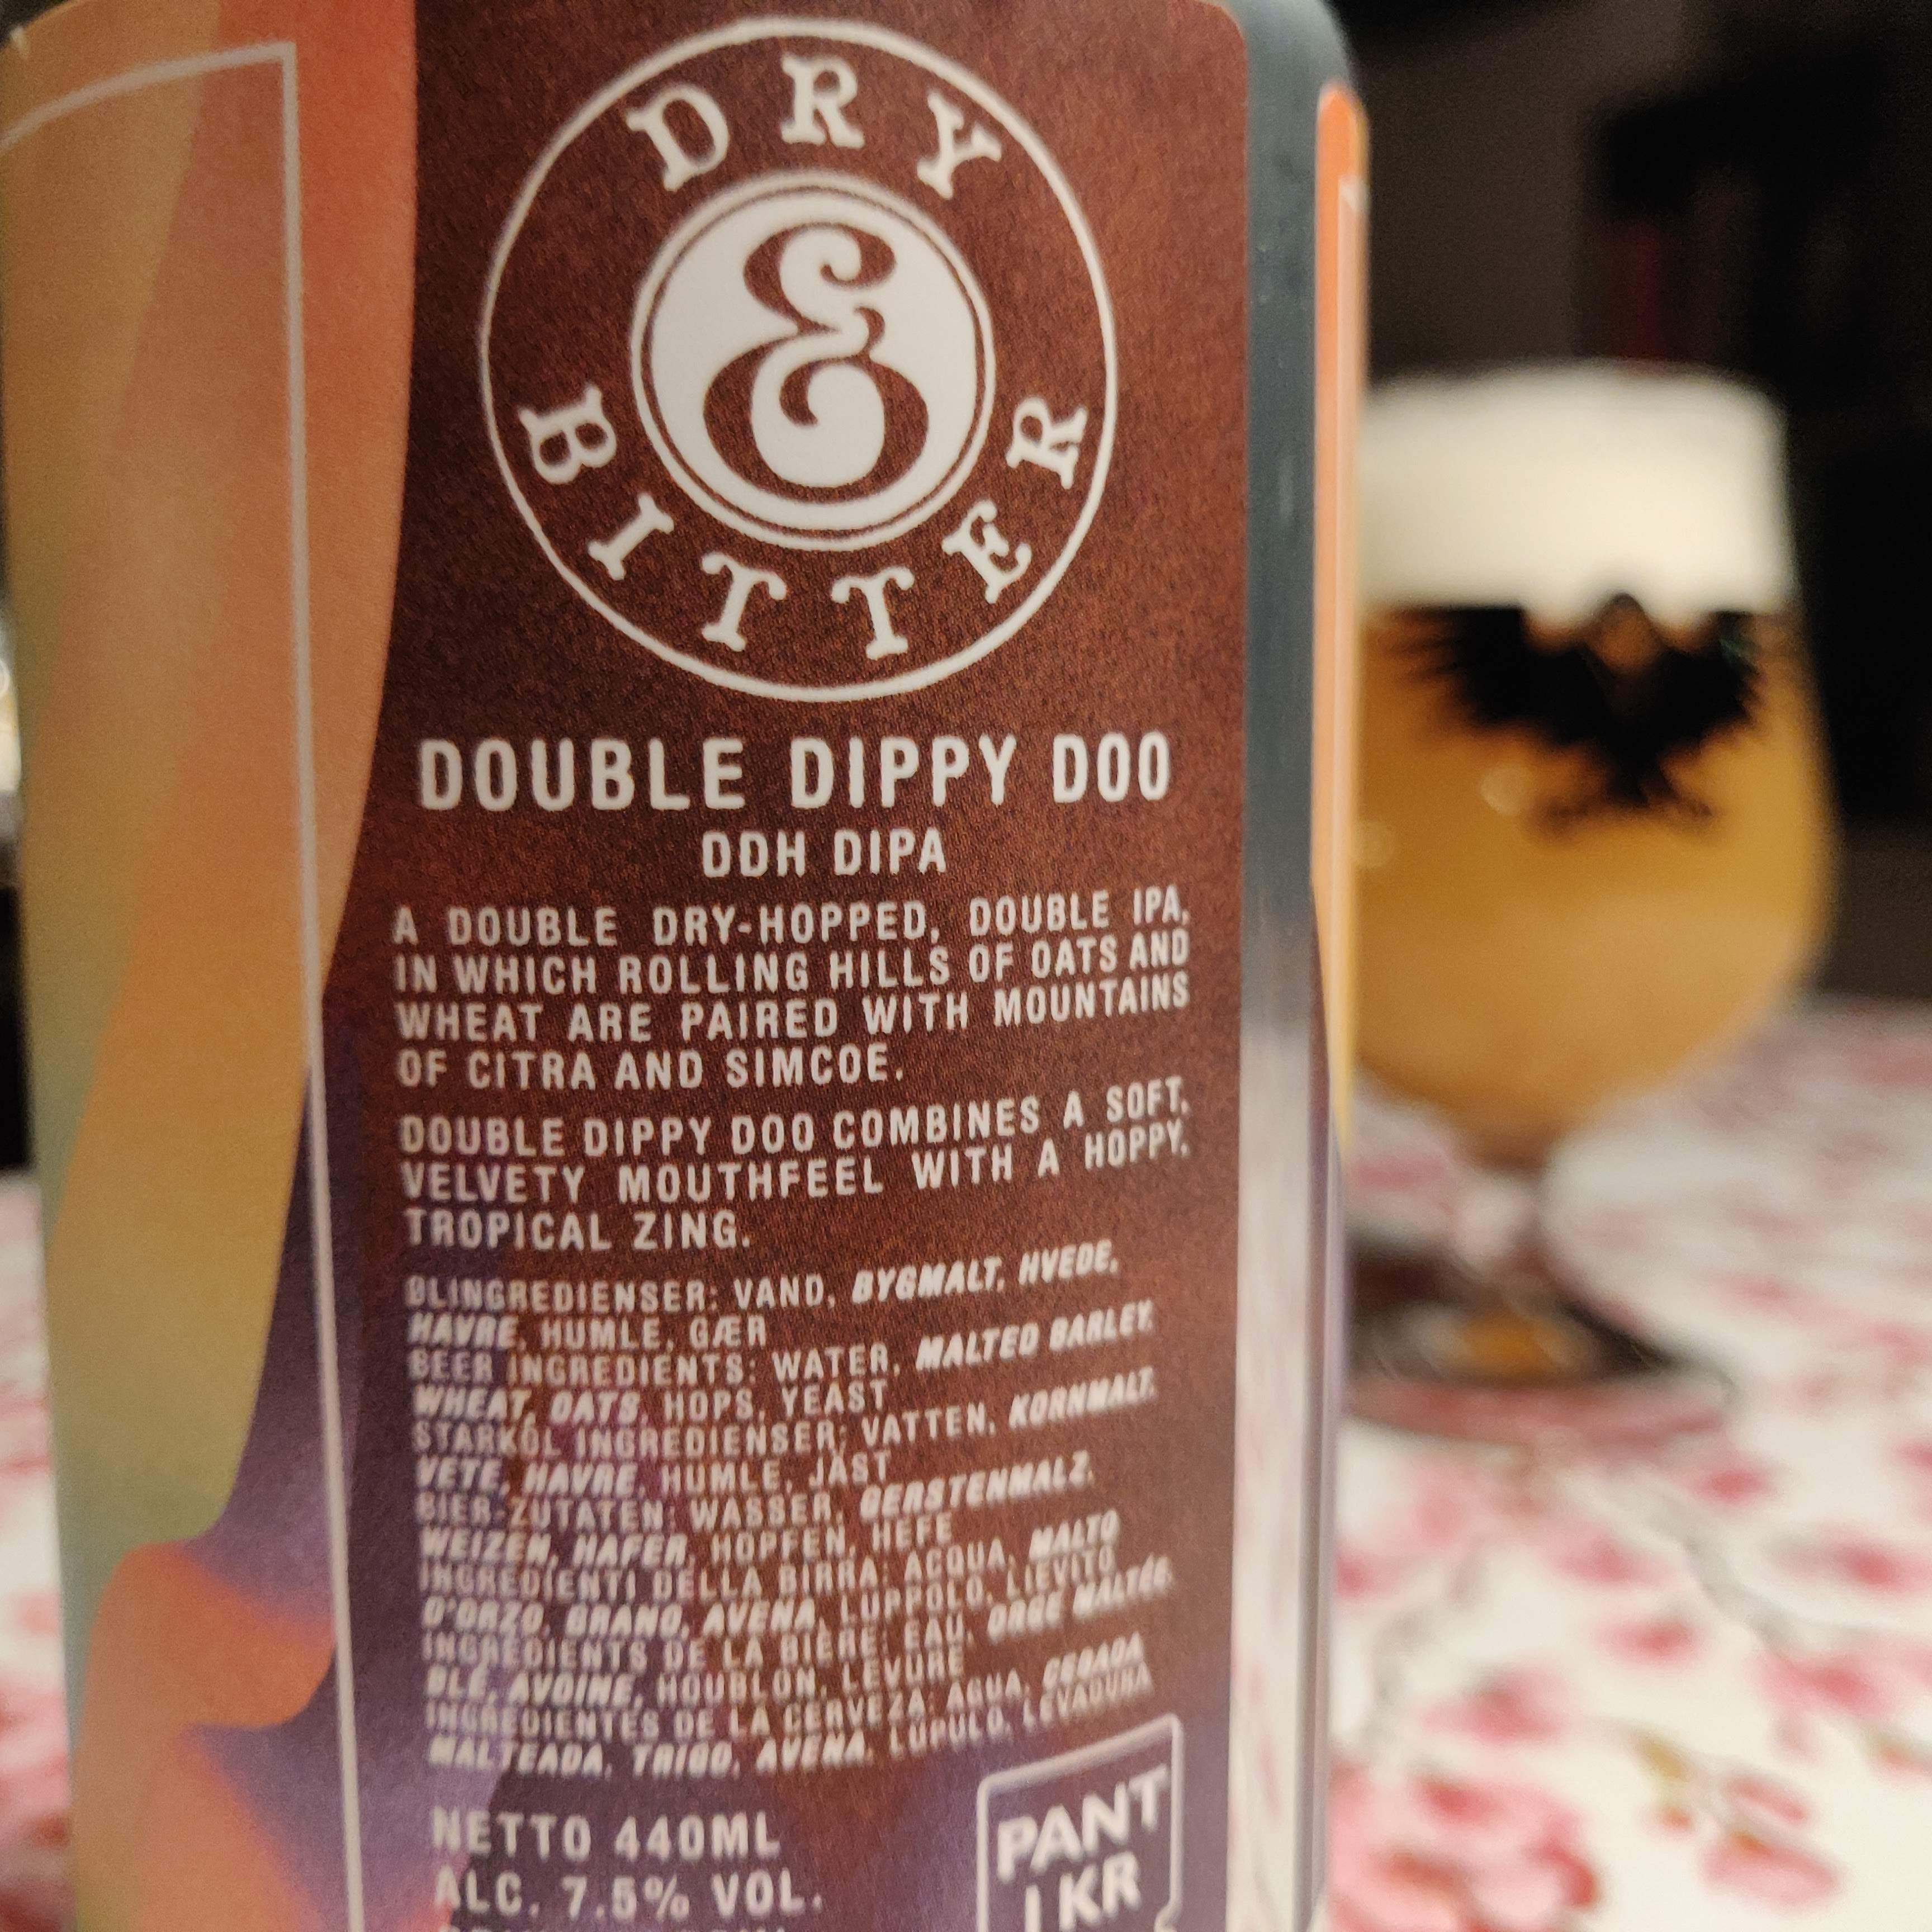 DRY
&
BITTER
DOUBLE DIPPY DOO
DDH DIPA
A DOUBLE DRY-HOPPED, DOUBLE IPA,
IN WHICH ROLLING HILLS OF OATS AND
WHEAT ARE PAIRED WITH MOUNTAINS
OF CITRA AND SIMCOE.
DOUBLE DIPPY DOO COMBINES A SOFT,
VELVETY MOUTHFEEL WITH A HOPPY,
TROPICAL ZING.
ØLINGREDIENSER: VAND, BYGMALT, HVEDE,
HAVRE, HUMLE, GÆR
BEER INGREDIENTS: WATER, MALTED BARLEY,
WHEAT, OATS, HOPS, YEAST
STARKÖL INGREDIENSER: VATTEN, KORNMALT,
VETE, HAVRE, HUMLE, JÄST
BIER-ZUTATEN: WASSER, GERSTENMALZ,
WEIZEN, HAFER, HOPFEN, HEFE
INGREDIENTI DELLA BIRRA: ACQUA, MALTO
D'ORZO, GRANO, AVENA, LUPPOLO, LIEVITO
INGRÉDIENTS DE LA BIÈRE: EAU, ORGE MALTÉE,
BLÉ, AVOINE, HOUBLON, LEVURE
INGREDIENTES DE LA CERVEZA: AGUA, CEBADA
MALTEADA, TRIGO, AVENA, LÚPULO, LEVADURA
NETTO 440ML
ALC. 7.5% VOL.
PANT
1 KR